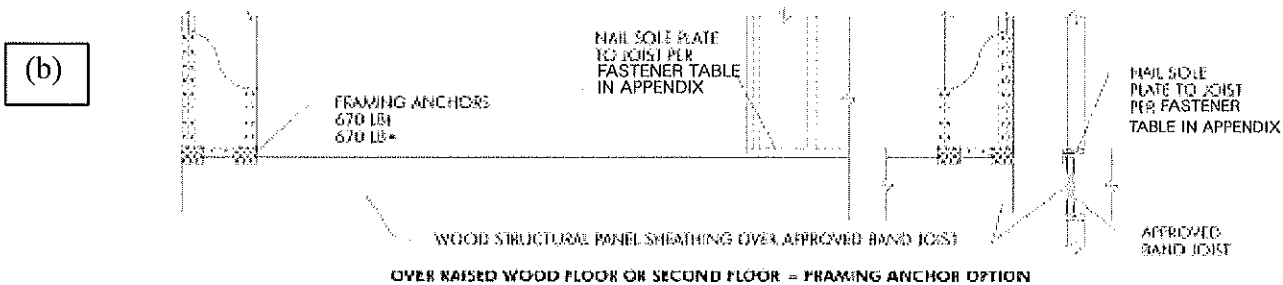 (b)
NAIL SOLE PLATE
TO JOIST PER
FASTENER TABLE
IN APPENDIX
FRAMING ANCHORS
670 LB↓
670 LB←
NAIL SOLE
PLATE TO JOIST
PER FASTENER
TABLE IN APPENDIX
WOOD STRUCTURAL PANEL SHEATHING OVER APPROVED BAND JOIST
APPROVED
BAND JOIST
OVER RAISED WOOD FLOOR OR SECOND FLOOR – FRAMING ANCHOR OPTION